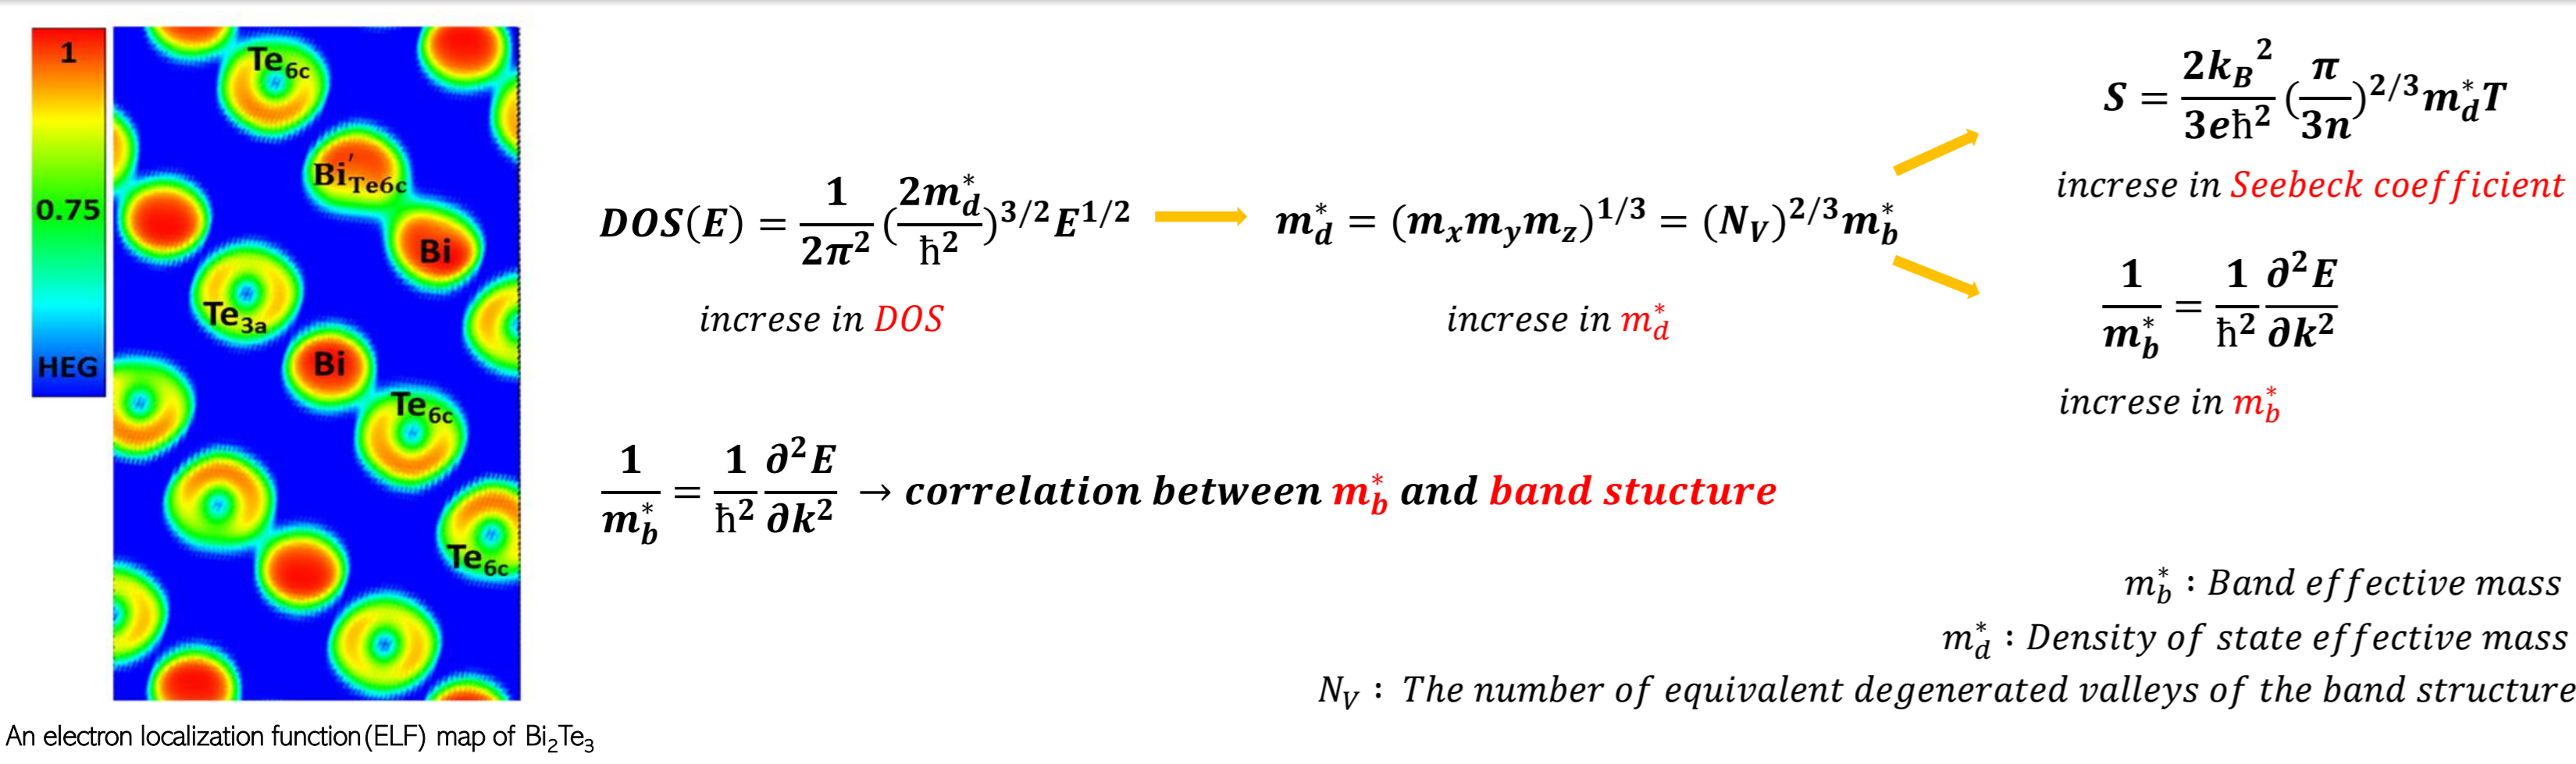 1
0.75
HEG
Te6c
Bi′Te6c
Bi
Te3a
Bi
Te6c
Te6c
An electron localization function(ELF) map of Bi₂Te₃
DOS(E) = 1/2π² (2m*d/ħ²)^3/2 E^1/2
increse in DOS
m*d = (mxmymz)^1/3 = (NV)^2/3 m*b
increse in m*d
S = 2kB²/3eħ² (π/3n)^2/3 m*d T
increse in Seebeck coefficient
1/m*b = 1/ħ² ∂²E/∂k²
increse in m*b
1/m*b = 1/ħ² ∂²E/∂k² → correlation between m*b and band stucture
m*b : Band effective mass
m*d : Density of state effective mass
NV : The number of equivalent degenerated valleys of the band structure